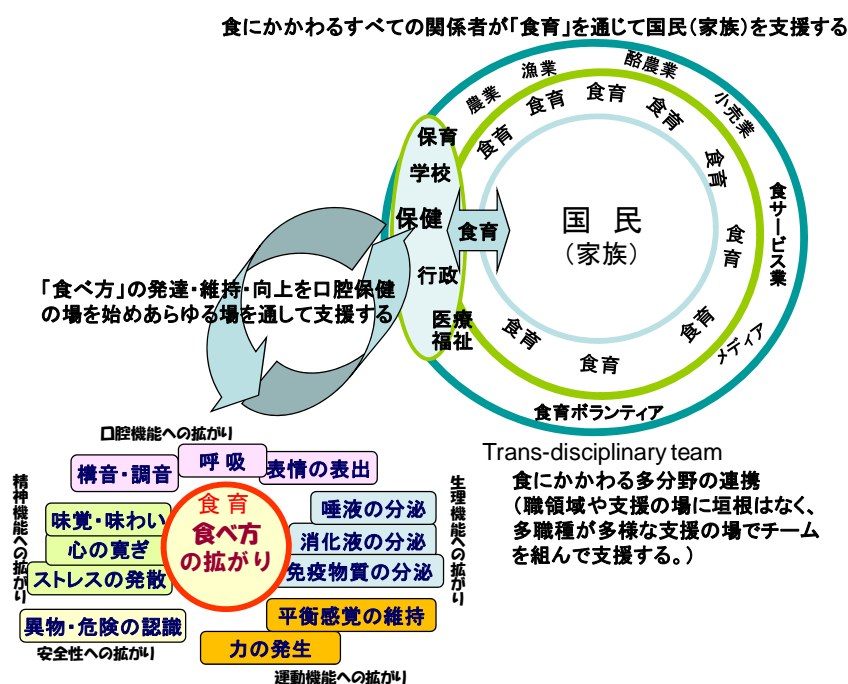 食にかかわるすべての関係者が「食育」を通じて国民(家族)を支援する
農業
漁業
酪農業
小売業
食サービス業
メディア
食育ボランティア
食育
食育
食育
食育
食育
食育
食育
食育
食育
保育
学校
保健
行政
医療
福祉
食育
国 民
(家族)
「食べ方」の発達・維持・向上を口腔保健
の場を始めあらゆる場を通して支援する
Trans-disciplinary team
食にかかわる多分野の連携
(職領域や支援の場に垣根はなく、
多職種が多様な支援の場でチーム
を組んで支援する。)
口腔機能への拡がり
構音・調音
呼吸
表情の表出
精神機能への拡がり
味覚・味わい
心の寛ぎ
ストレスの発散
食育
食べ方
の拡がり
唾液の分泌
消化液の分泌
免疫物質の分泌
生理機能への拡がり
異物・危険の認識
安全性への拡がり
平衡感覚の維持
力の発生
運動機能への拡がり